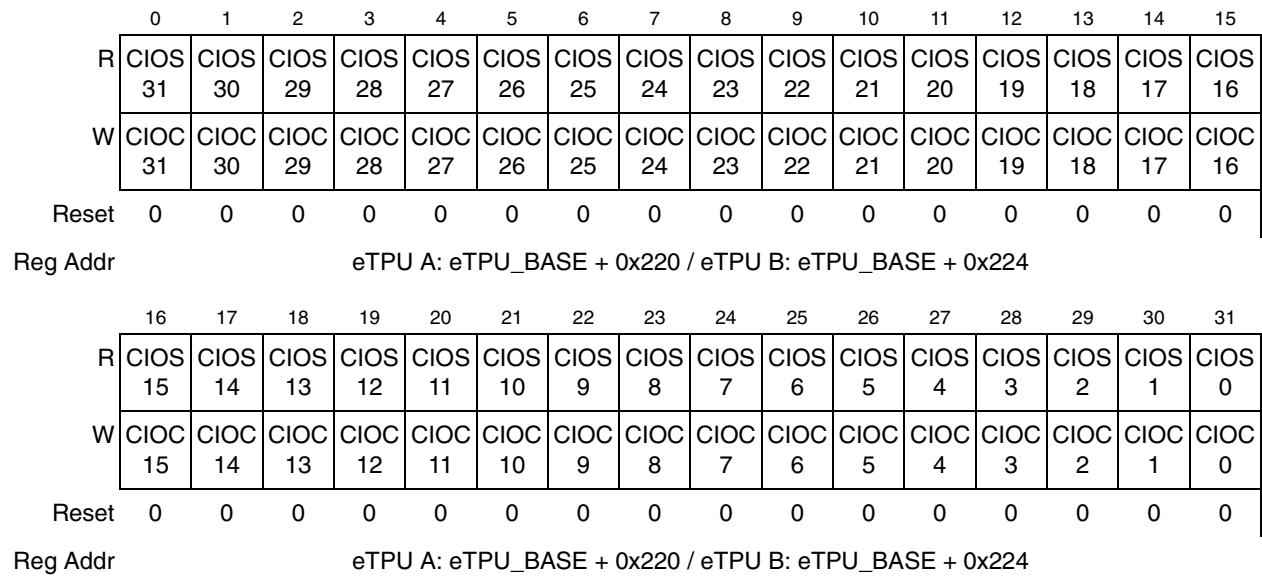 0 1 2 3 4 5 6 7 8 9 10 11 12 13 14 15
R CIOS CIOS CIOS CIOS CIOS CIOS CIOS CIOS CIOS CIOS CIOS CIOS CIOS CIOS CIOS CIOS
31 30 29 28 27 26 25 24 23 22 21 20 19 18 17 16
W CIOC CIOC CIOC CIOC CIOC CIOC CIOC CIOC CIOC CIOC CIOC CIOC CIOC CIOC CIOC CIOC
31 30 29 28 27 26 25 24 23 22 21 20 19 18 17 16
Reset 0 0 0 0 0 0 0 0 0 0 0 0 0 0 0 0
Reg Addr eTPU A: eTPU_BASE + 0x220 / eTPU B: eTPU_BASE + 0x224
16 17 18 19 20 21 22 23 24 25 26 27 28 29 30 31
R CIOS CIOS CIOS CIOS CIOS CIOS CIOS CIOS CIOS CIOS CIOS CIOS CIOS CIOS CIOS CIOS
15 14 13 12 11 10 9 8 7 6 5 4 3 2 1 0
W CIOC CIOC CIOC CIOC CIOC CIOC CIOC CIOC CIOC CIOC CIOC CIOC CIOC CIOC CIOC CIOC
15 14 13 12 11 10 9 8 7 6 5 4 3 2 1 0
Reset 0 0 0 0 0 0 0 0 0 0 0 0 0 0 0 0
Reg Addr eTPU A: eTPU_BASE + 0x220 / eTPU B: eTPU_BASE + 0x224